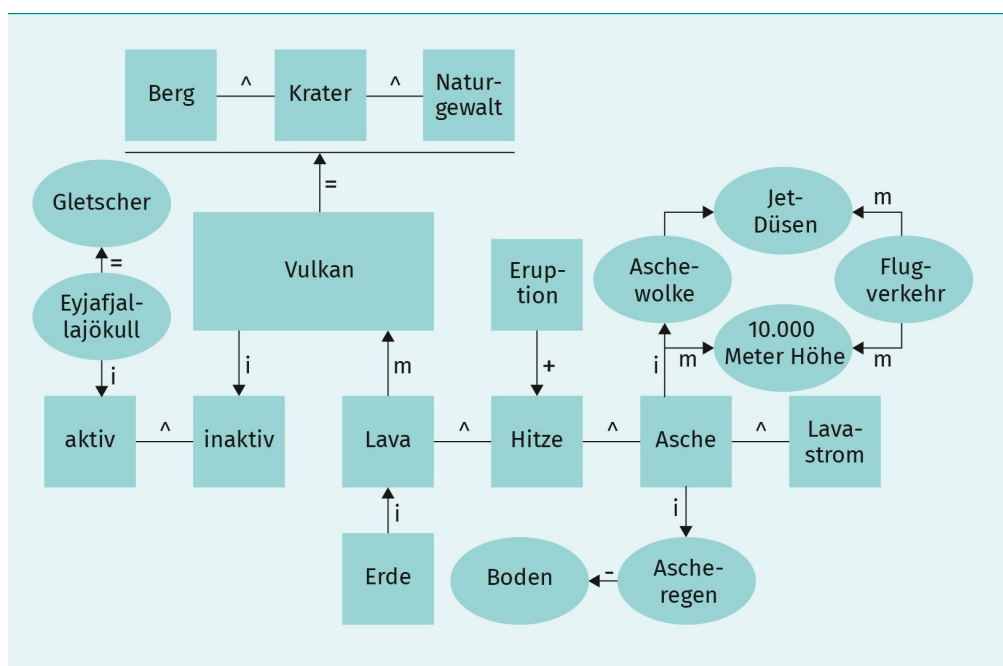 Berg
^
Krater
^
Natur-
gewalt
=
Gletscher
=
Eyjafjal-
lajökull
i
Vulkan
i
m
Erup-
tion
+
Jet-
Düsen
m
Asche-
wolke
Flug-
verkehr
10.000
Meter Höhe
i
m
m
aktiv
^
inaktiv
Lava
^
Hitze
^
Asche
^
Lava-
strom
i
i
Erde
Boden
-
Asche-
regen